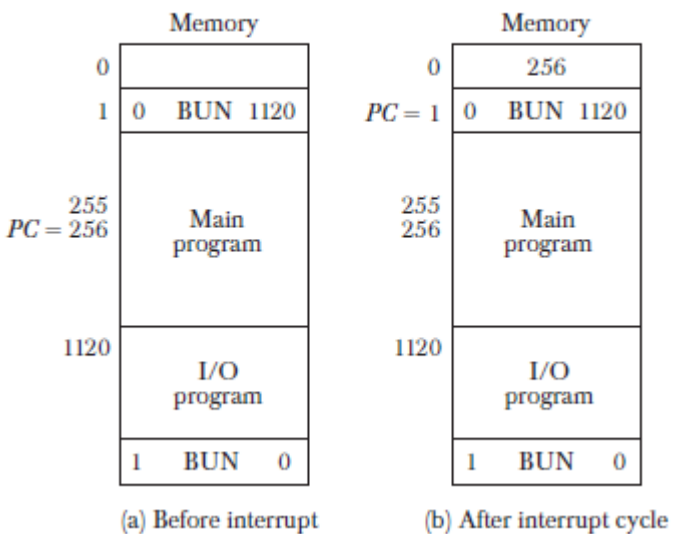 Memory
0
1 0 BUN 1120
255
PC = 256
Main
program
1120
I/O
program
1 BUN 0
(a) Before interrupt
Memory
0 256
PC = 1 0 BUN 1120
255
256
Main
program
1120
I/O
program
1 BUN 0
(b) After interrupt cycle